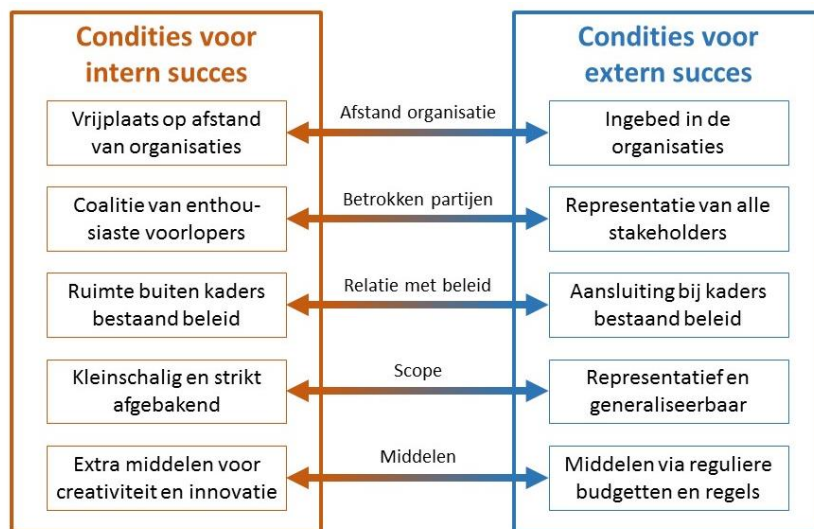 Condities voor
intern succes
Condities voor
extern succes
Vrijplaats op afstand
van organisaties
Afstand organisatie
Ingebed in de
organisaties
Coalitie van enthou-
siaste voorlopers
Betrokken partijen
Representatie van alle
stakeholders
Ruimte buiten kaders
bestaand beleid
Relatie met beleid
Aansluiting bij kaders
bestaand beleid
Kleinschalig en strikt
afgebakend
Scope
Representatief en
generaliseerbaar
Extra middelen voor
creativiteit en innovatie
Middelen
Middelen via reguliere
budgetten en regels